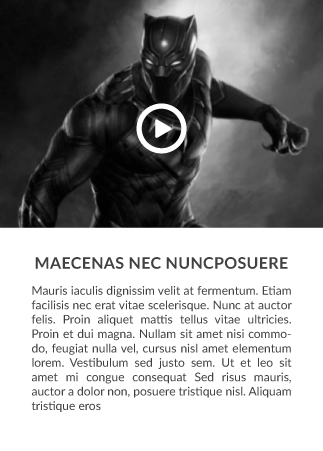 MAECENAS NEC NUNCPOSUERE
Mauris iaculis dignissim velit at fermentum. Etiam
facilisis nec erat vitae scelerisque. Nunc at auctor
felis. Proin aliquet mattis tellus vitae ultricies.
Proin et dui magna. Nullam sit amet nisi commo-
do, feugiat nulla vel, cursus nisl amet elementum
lorem. Vestibulum sed justo sem. Ut et leo sit
amet mi congue consequat Sed risus mauris,
auctor a dolor non, posuere tristique nisl. Aliquam
tristique eros